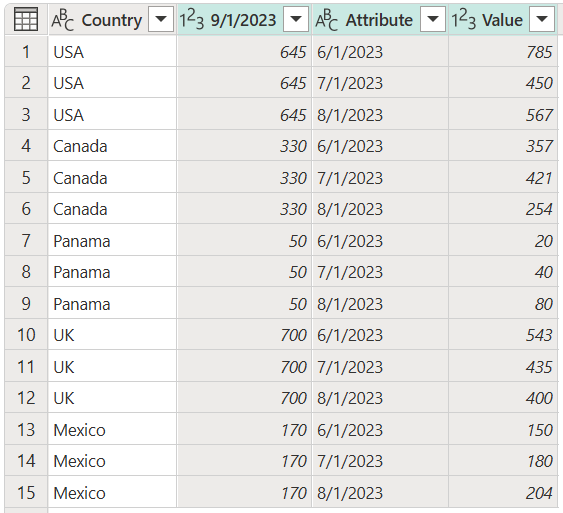 ABC Country 123 9/1/2023 ABC Attribute 123 Value
1 USA 645 6/1/2023 785
2 USA 645 7/1/2023 450
3 USA 645 8/1/2023 567
4 Canada 330 6/1/2023 357
5 Canada 330 7/1/2023 421
6 Canada 330 8/1/2023 254
7 Panama 50 6/1/2023 20
8 Panama 50 7/1/2023 40
9 Panama 50 8/1/2023 80
10 UK 700 6/1/2023 543
11 UK 700 7/1/2023 435
12 UK 700 8/1/2023 400
13 Mexico 170 6/1/2023 150
14 Mexico 170 7/1/2023 180
15 Mexico 170 8/1/2023 204